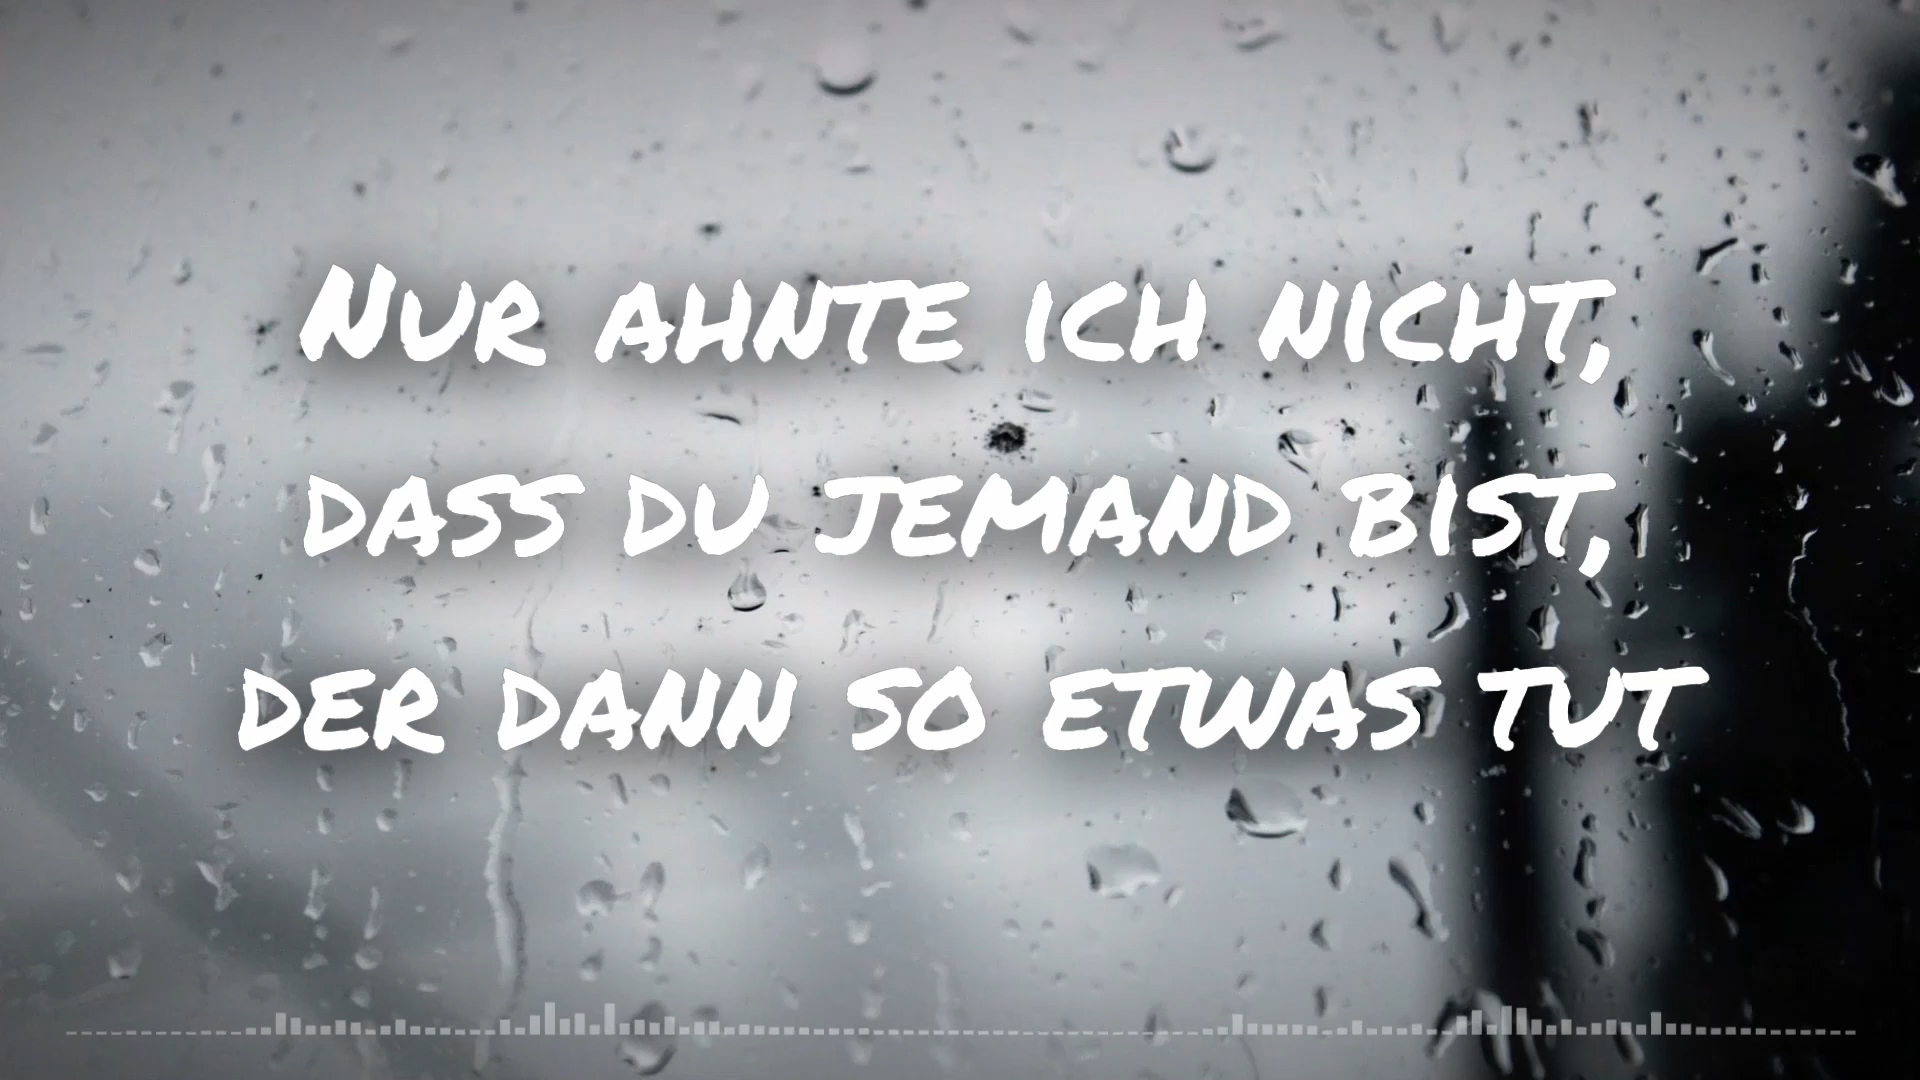 Nur ahnte ich nicht,
dass du jemand bist,
der dann so etwas tut